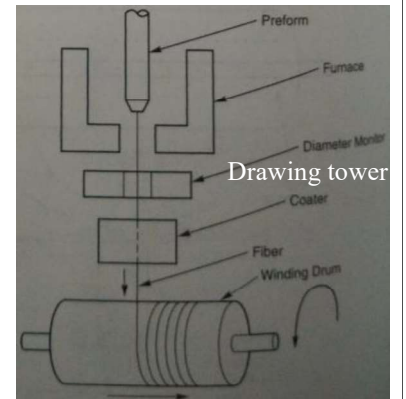 Preform
Furnace
Diameter Monitor
Drawing tower
Coater
Fiber
Winding Drum